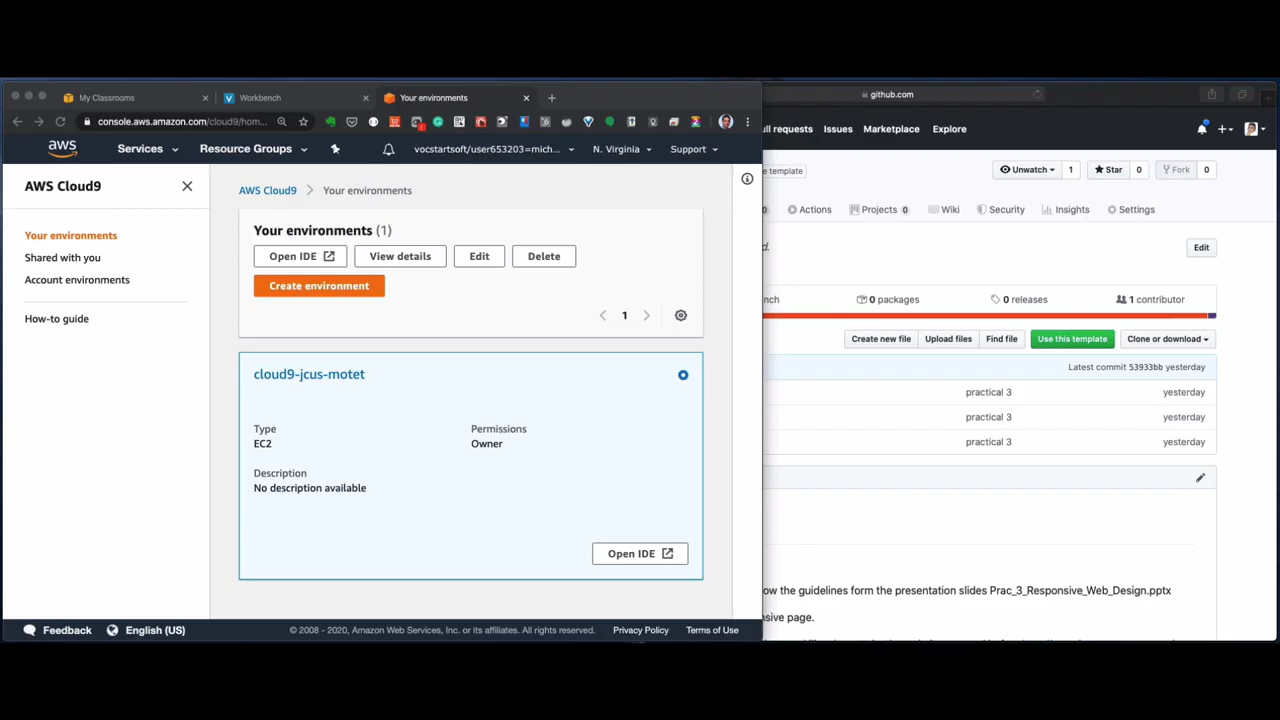 My Classrooms
Workbench
Your environments
console.aws.amazon.com/cloud9/hom...
aws
Services
Resource Groups
vocstartsoft/user653203=mich...
N. Virginia
Support
AWS Cloud9
Your environments
Shared with you
Account environments
How-to guide
AWS Cloud9
Your environments
Your environments (1)
Open IDE
View details
Edit
Delete
Create environment
1
cloud9-jcus-motet
Type
EC2
Permissions
Owner
Description
No description available
Open IDE
Feedback
English (US)
© 2008 - 2020, Amazon Web Services, Inc. or its affiliates. All rights reserved.
Privacy Policy
Terms of Use
github.com
ull requests
Issues
Marketplace
Explore
e template
Unwatch
1
Star
0
Fork
0
0
Actions
Projects 0
Wiki
Security
Insights
Settings
d.
Edit
nch
0 packages
0 releases
1 contributor
Create new file
Upload files
Find file
Use this template
Clone or download
Latest commit 53933bb yesterday
practical 3
yesterday
practical 3
yesterday
practical 3
yesterday
ow the guidelines form the presentation slides Prac_3_Responsive_Web_Design.pptx
sive page.